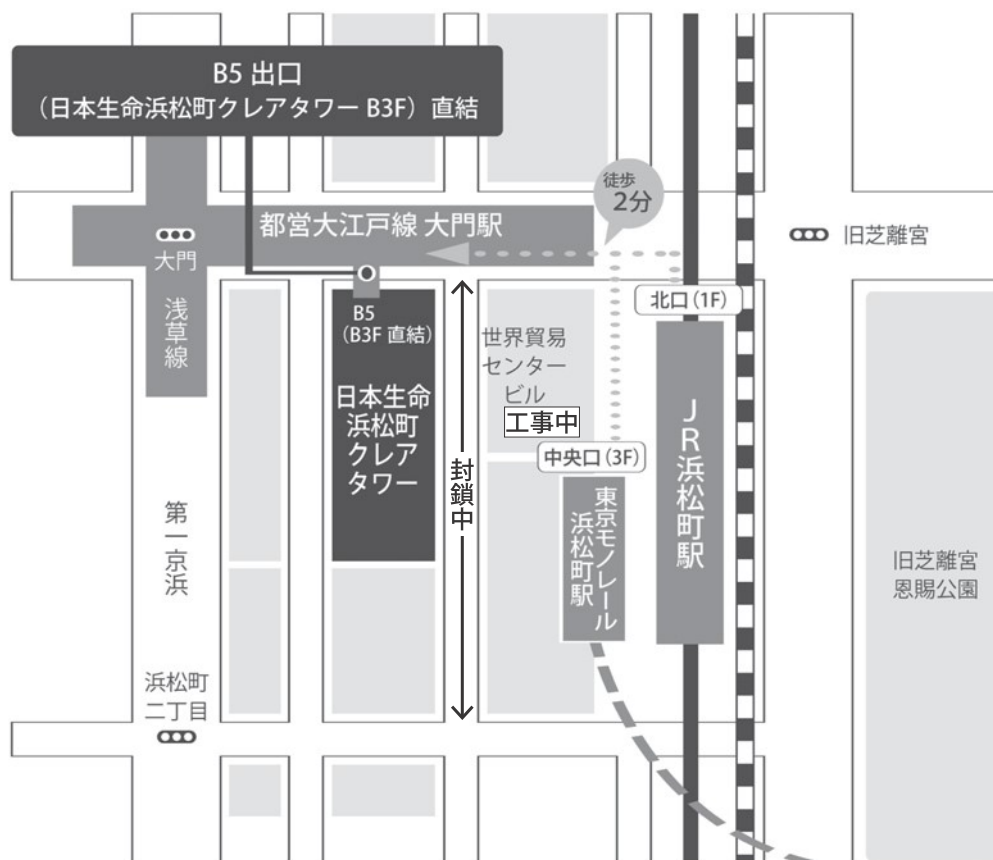 B5 出口
（日本生命浜松町クレアタワー B3F）直結
徒歩
2分
都営大江戸線 大門駅
大門
浅草線
旧芝離宮
北口（1F）
B5
（B3F 直結）
日本生命
浜松町
クレア
タワー
封鎖中
世界貿易
センター
ビル
工事中
中央口（3F）
東京モノレール
浜松町駅
JR浜松町駅
第一京浜
旧芝離宮
恩賜公園
浜松町
二丁目